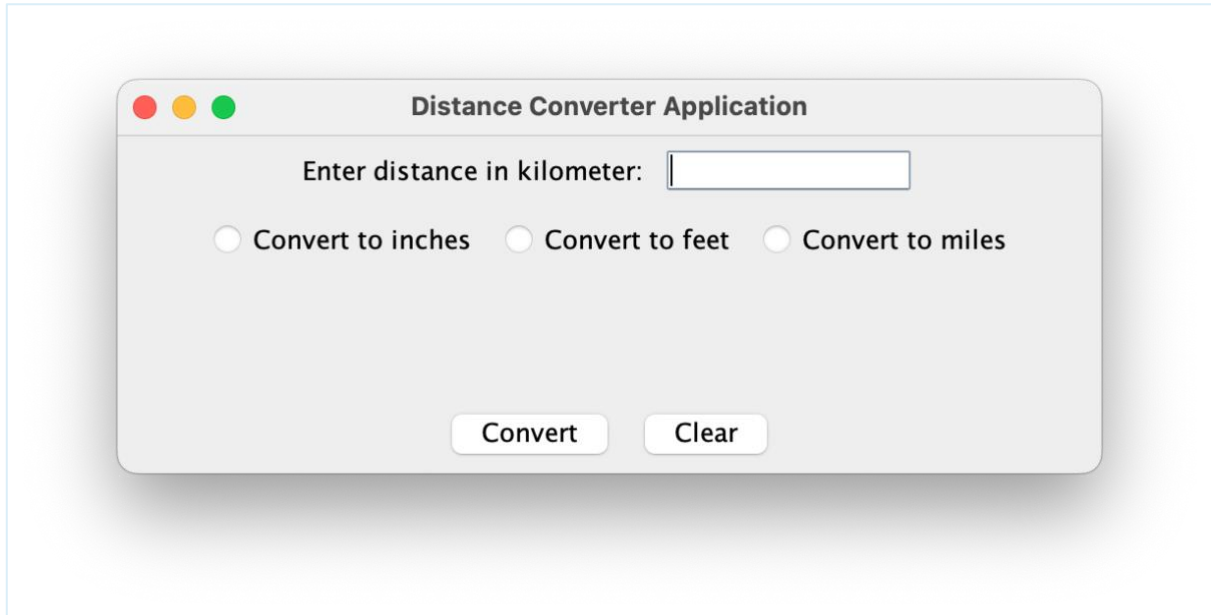 Distance Converter Application
Enter distance in kilometer:
Convert to inches Convert to feet Convert to miles
Convert Clear